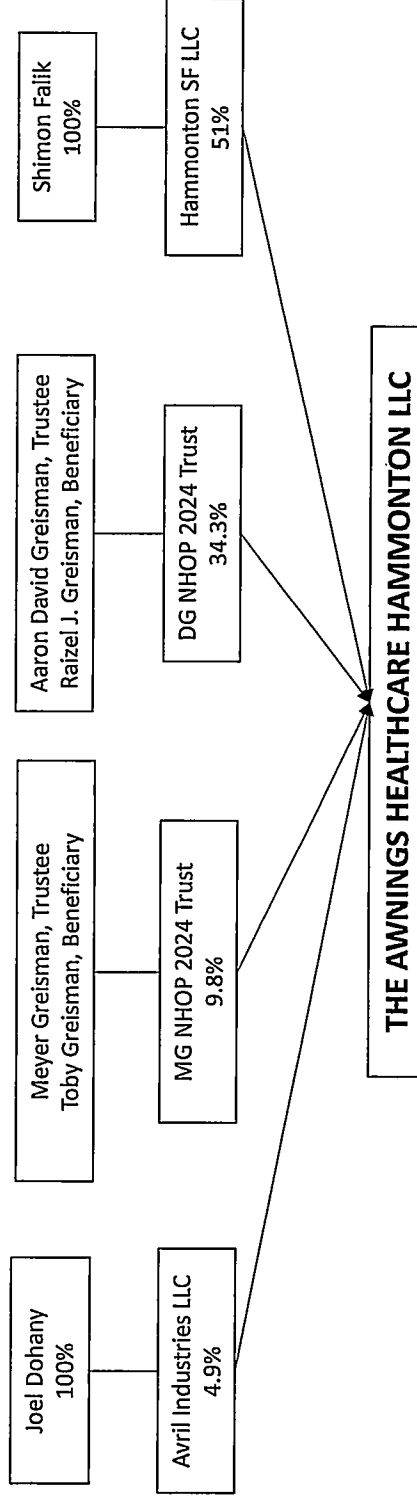 Joel Dohany
100%
Meyer Greisman, Trustee
Toby Greisman, Beneficiary
Aaron David Greisman, Trustee
Raizel J. Greisman, Beneficiary
Shimon Falik
100%
Avril Industries LLC
4.9%
MG NHOP 2024 Trust
9.8%
DG NHOP 2024 Trust
34.3%
Hammonton SF LLC
51%
THE AWNINGS HEALTHCARE HAMMONTON LLC